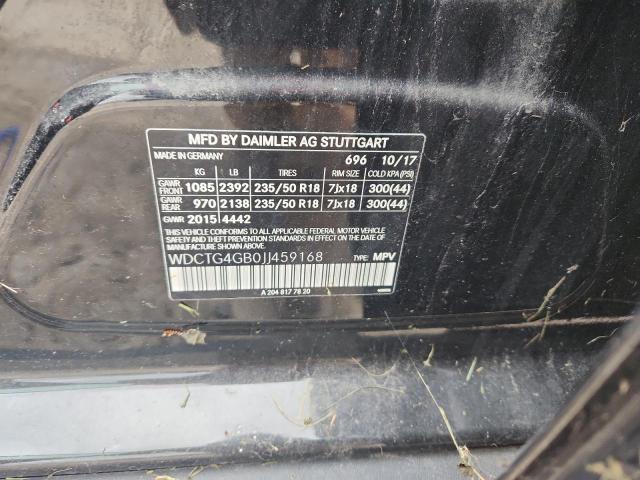 MFD BY DAIMLER AG STUTTGART
MADE IN GERMANY 696 10/17
KG LB TIRES RIM SIZE COLD KPA (PSI)
GAWR FRONT 1085 2392 235/50 R18 7Jx18 300(44)
GAWR REAR 970 2138 235/50 R18 7Jx18 300(44)
GVWR 2015 4442
THIS VEHICLE CONFORMS TO ALL APPLICABLE FEDERAL MOTOR VEHICLE
SAFETY STANDARDS IN EFFECT ON THE DATE OF MANUFACTURE SHOWN ABOVE.
WDCTG4GB0JJ459168 TYPE: MPV
A 204 817 78 20